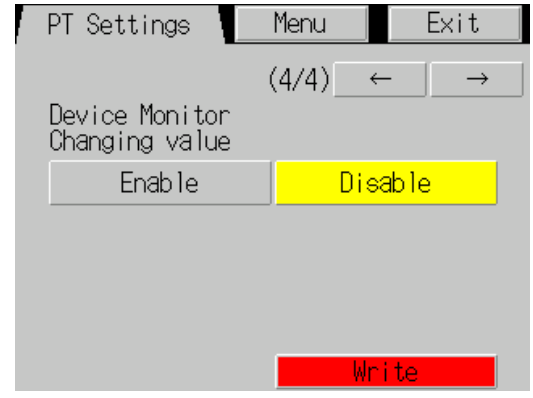 PT Settings Menu Exit
(4/4) ← →
Device Monitor
Changing value
Enable Disable
Write